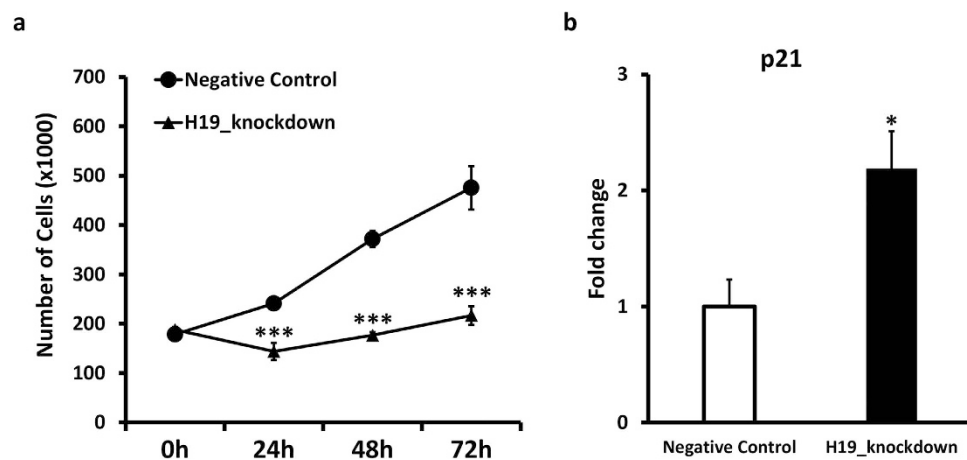 a
Number of Cells (x1000)
700
600
500
400
300
200
100
0
Negative Control
H19_knockdown
***
***
***
0h 24h 48h 72h
b
p21
Fold change
3
2
1
0
*
Negative Control H19_knockdown